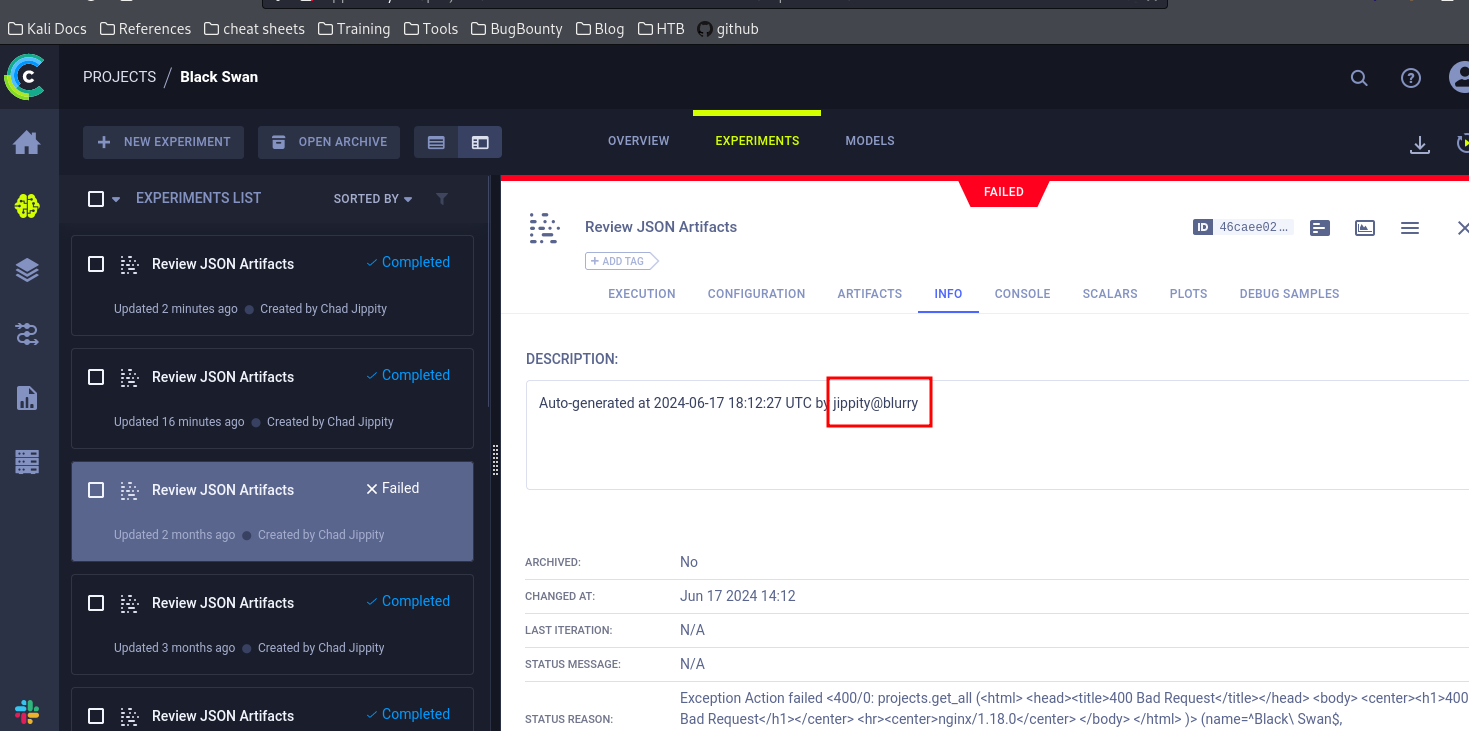 Kali Docs References cheat sheets Training Tools BugBounty Blog HTB github
PROJECTS / Black Swan
NEW EXPERIMENT OPEN ARCHIVE OVERVIEW EXPERIMENTS MODELS
EXPERIMENTS LIST SORTED BY
Review JSON Artifacts Completed
Updated 2 minutes ago Created by Chad Jippity
Review JSON Artifacts Completed
Updated 16 minutes ago Created by Chad Jippity
Review JSON Artifacts Failed
Updated 2 months ago Created by Chad Jippity
Review JSON Artifacts Completed
Updated 3 months ago Created by Chad Jippity
Review JSON Artifacts Completed
FAILED
Review JSON Artifacts ID 46caee02...
+ ADD TAG
EXECUTION CONFIGURATION ARTIFACTS INFO CONSOLE SCALARS PLOTS DEBUG SAMPLES
DESCRIPTION:
Auto-generated at 2024-06-17 18:12:27 UTC by jippity@blurry
ARCHIVED: No
CHANGED AT: Jun 17 2024 14:12
LAST ITERATION: N/A
STATUS MESSAGE: N/A
STATUS REASON: Exception Action failed <400/0: projects.get_all (<html> <head><title>400 Bad Request</title></head> <body> <center><h1>400
Bad Request</h1></center> <hr><center>nginx/1.18.0</center> </body> </html> )> (name=^Black\ Swan$,